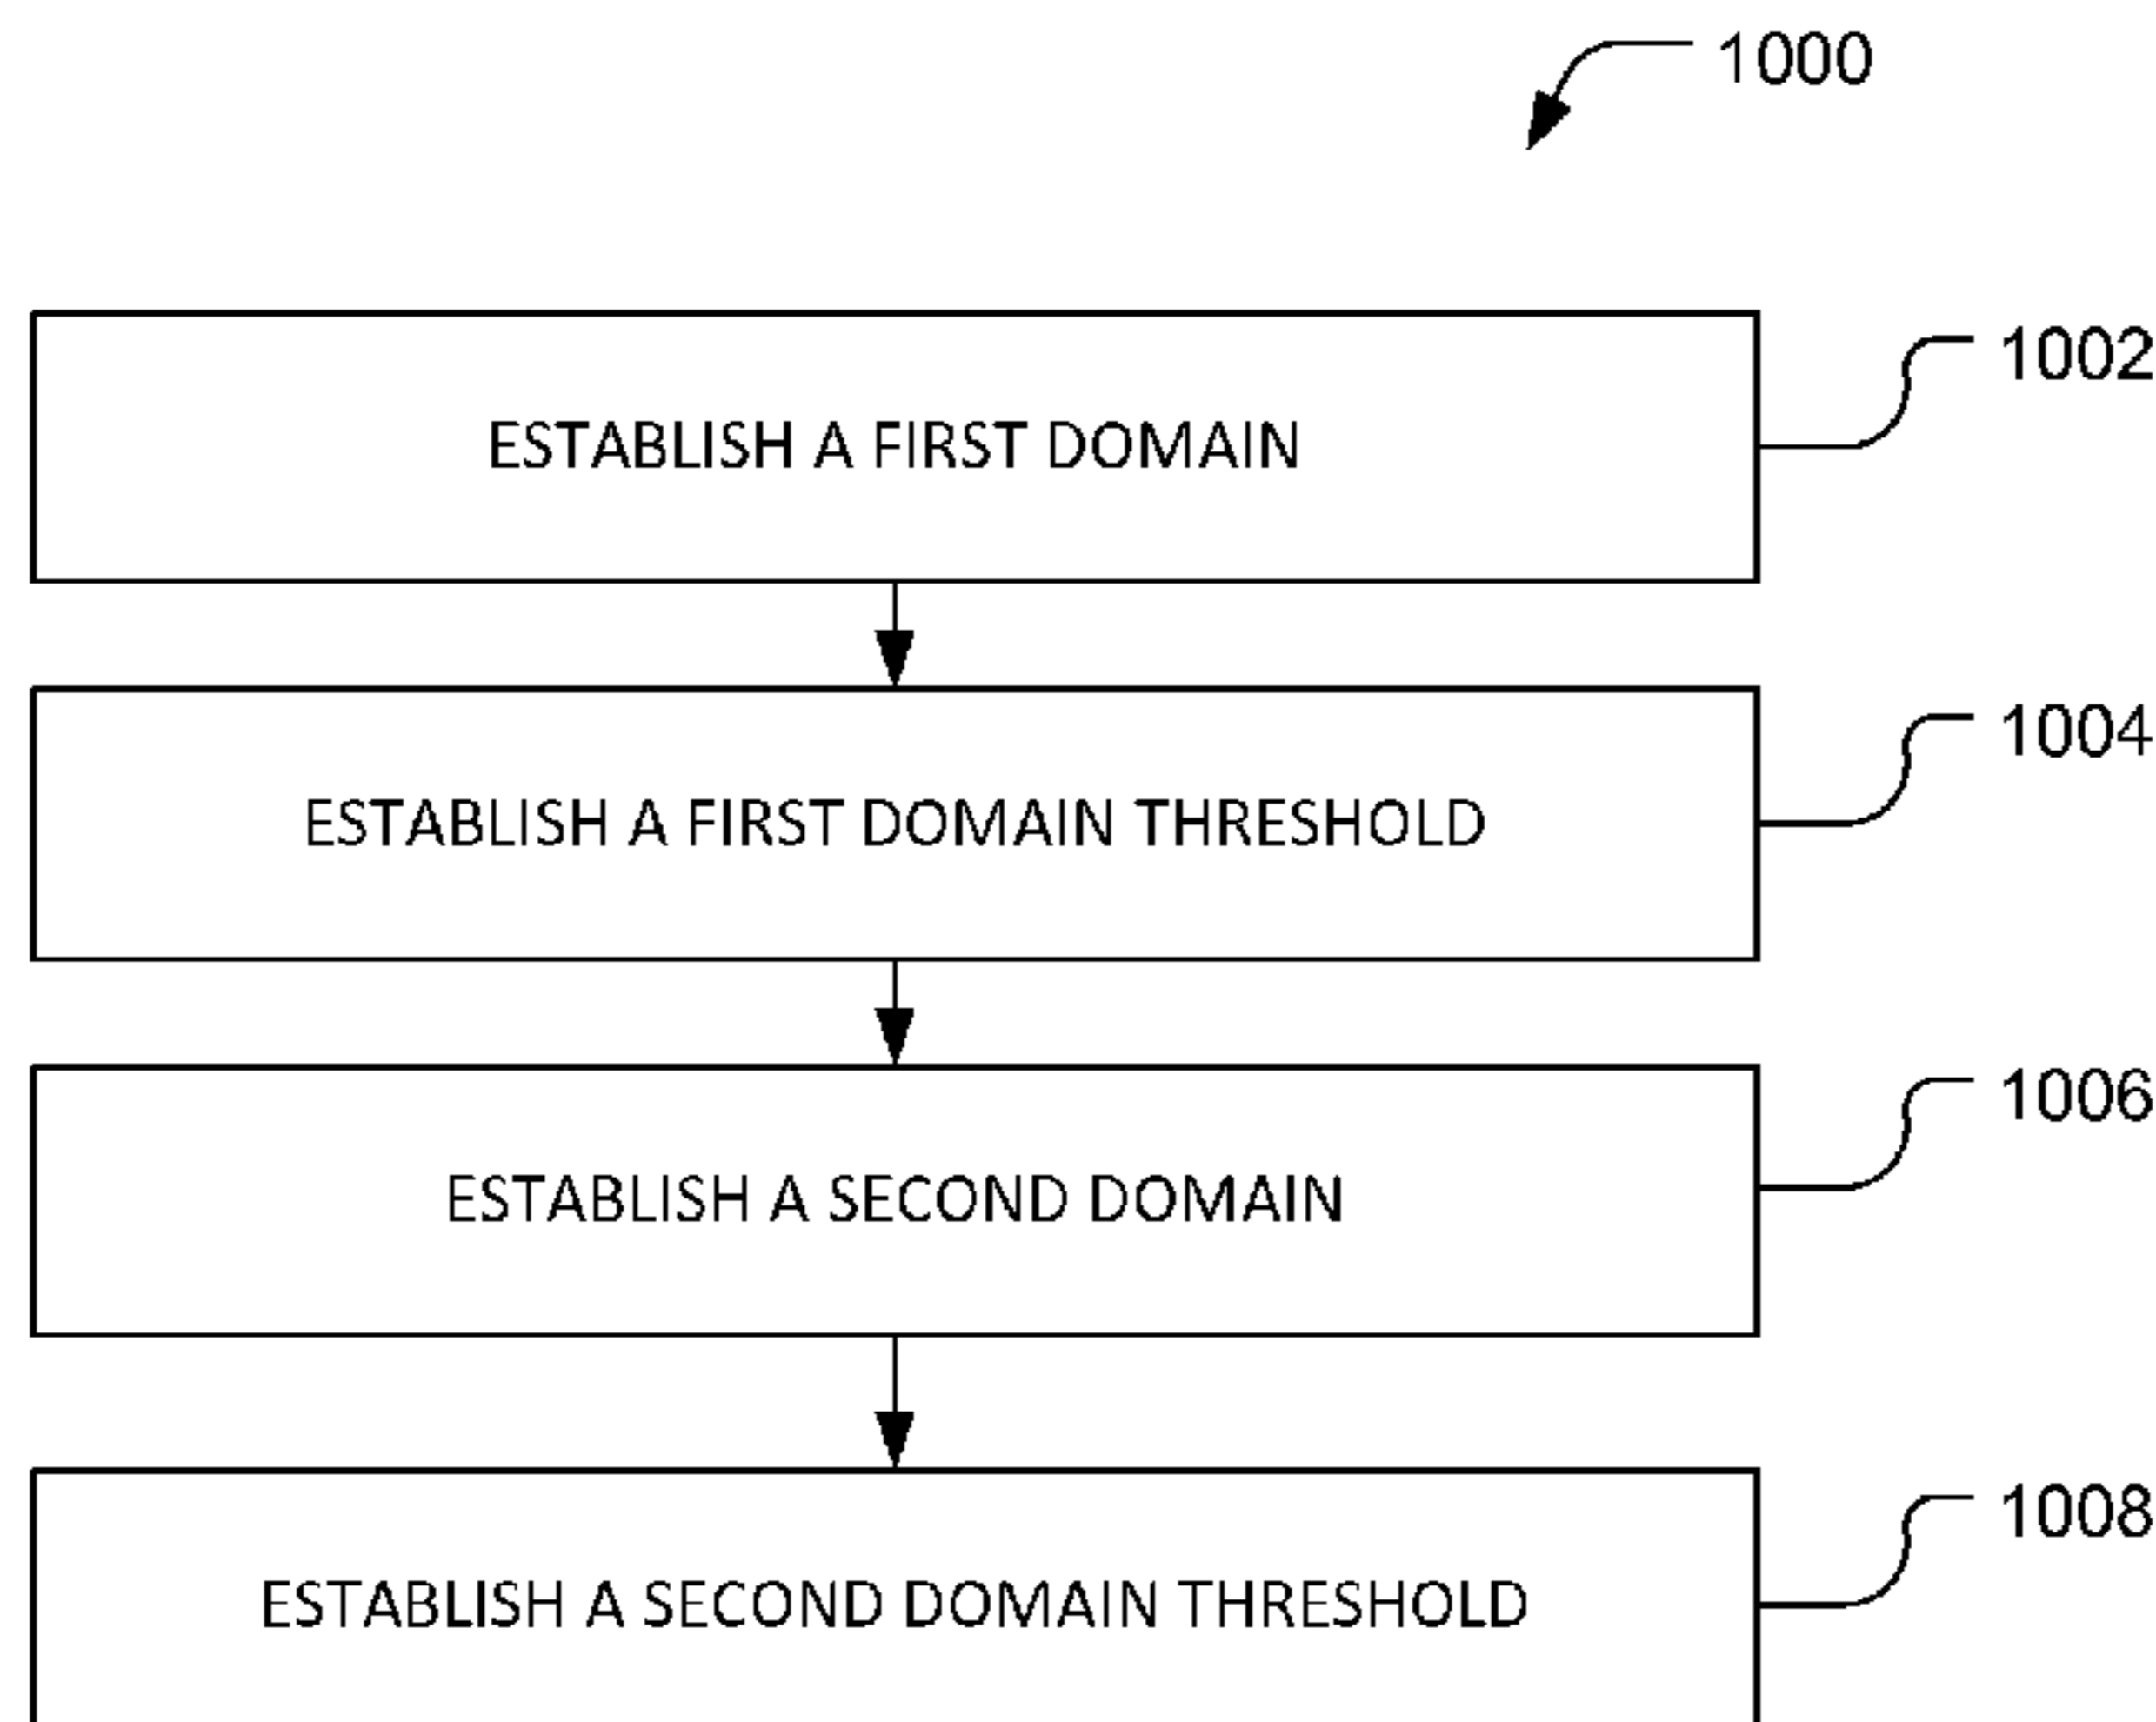 1000
1002
ESTABLISH A FIRST DOMAIN
1004
ESTABLISH A FIRST DOMAIN THRESHOLD
1006
ESTABLISH A SECOND DOMAIN
1008
ESTABLISH A SECOND DOMAIN THRESHOLD